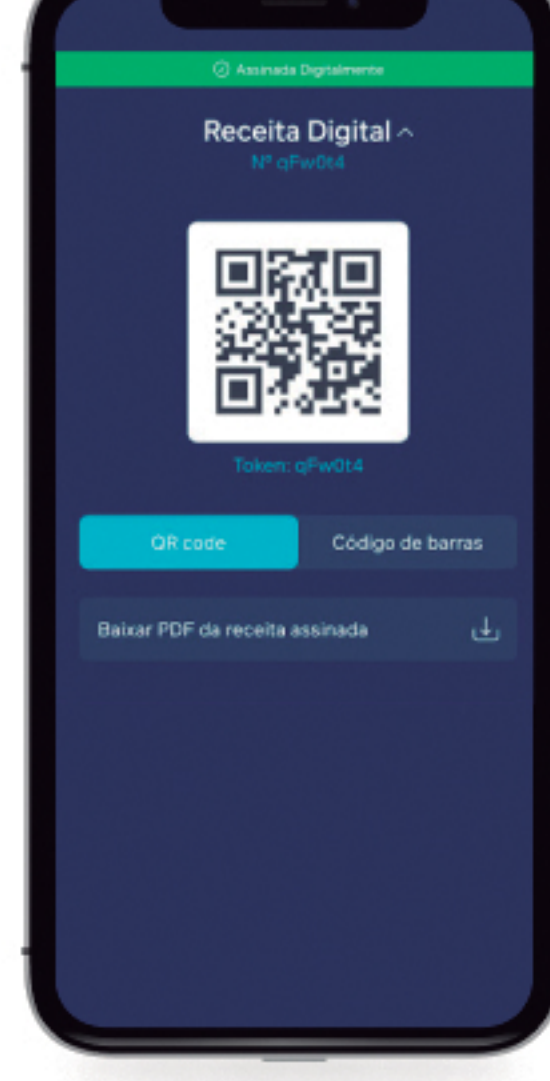 Assinada Digitalmente
Receita Digital
Nº qFw0t4
Token: qFw0t4
QR code
Código de barras
Baixar PDF da receita assinada